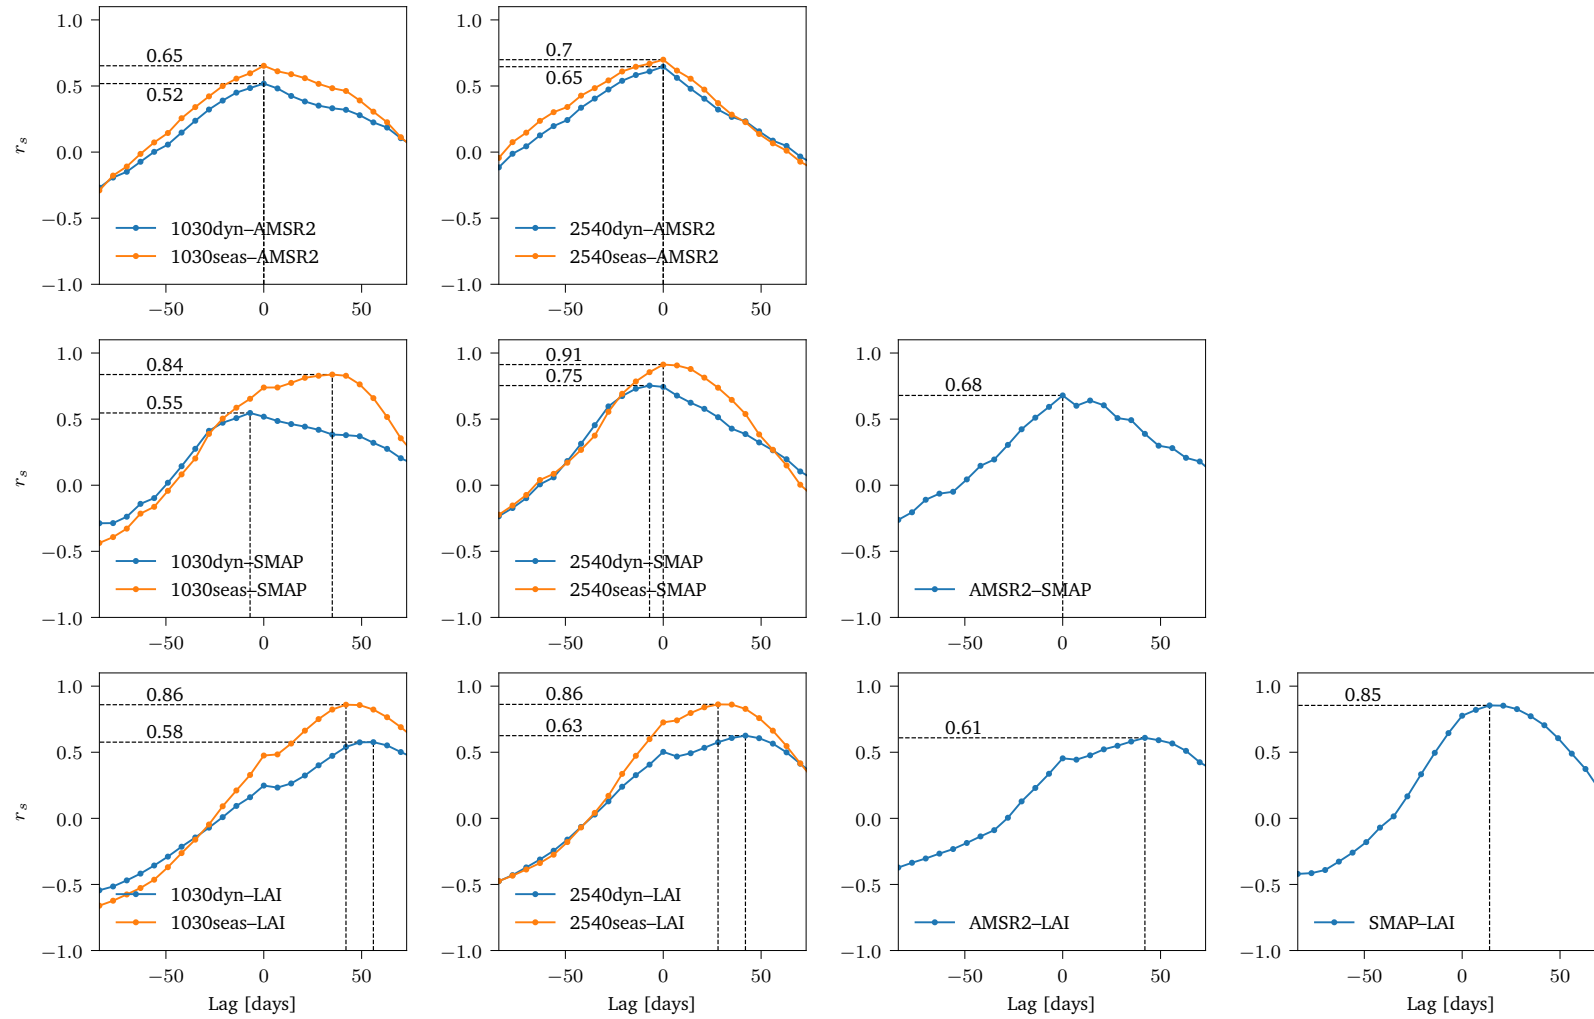 1.0
0.5
0.0
−0.5
−1.0
r_s
0.65
0.52
1030dyn–AMSR2
1030seas–AMSR2
−50 0 50
1.0
0.5
0.0
−0.5
−1.0
0.7
0.65
2540dyn–AMSR2
2540seas–AMSR2
−50 0 50
1.0
0.5
0.0
−0.5
−1.0
r_s
0.84
0.55
1030dyn–SMAP
1030seas–SMAP
−50 0 50
1.0
0.5
0.0
−0.5
−1.0
0.91
0.75
2540dyn–SMAP
2540seas–SMAP
−50 0 50
1.0
0.5
0.0
−0.5
−1.0
0.68
AMSR2–SMAP
−50 0 50
1.0
0.5
0.0
−0.5
−1.0
r_s
0.86
0.58
1030dyn–LAI
1030seas–LAI
−50 0 50
Lag [days]
1.0
0.5
0.0
−0.5
−1.0
0.86
0.63
2540dyn–LAI
2540seas–LAI
−50 0 50
Lag [days]
1.0
0.5
0.0
−0.5
−1.0
0.61
AMSR2–LAI
−50 0 50
Lag [days]
1.0
0.5
0.0
−0.5
−1.0
0.85
SMAP–LAI
−50 0 50
Lag [days]